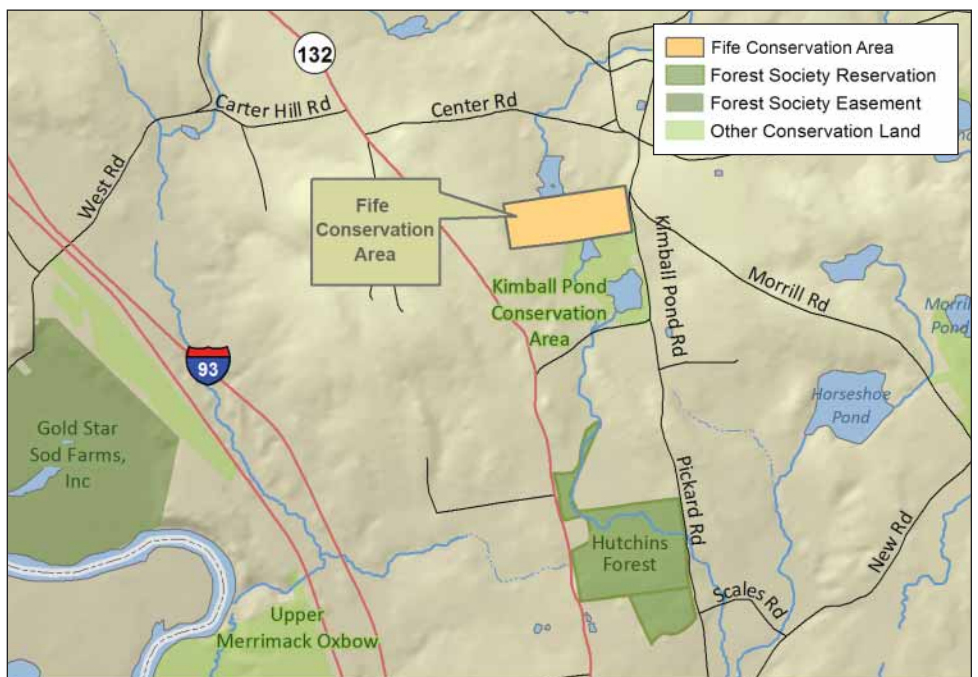 132
Fife Conservation Area
Forest Society Reservation
Forest Society Easement
Other Conservation Land
Carter Hill Rd
Center Rd
West Rd
Fife
Conservation
Area
Kimball Pond Rd
Kimball Pond
Conservation
Area
Morrill Rd
Morrill
Pond
93
Horseshoe
Pond
Gold Star
Sod Farms,
Inc
Pickard Rd
Hutchins
Forest
New Rd
Scales Rd
Upper
Merrimack Oxbow